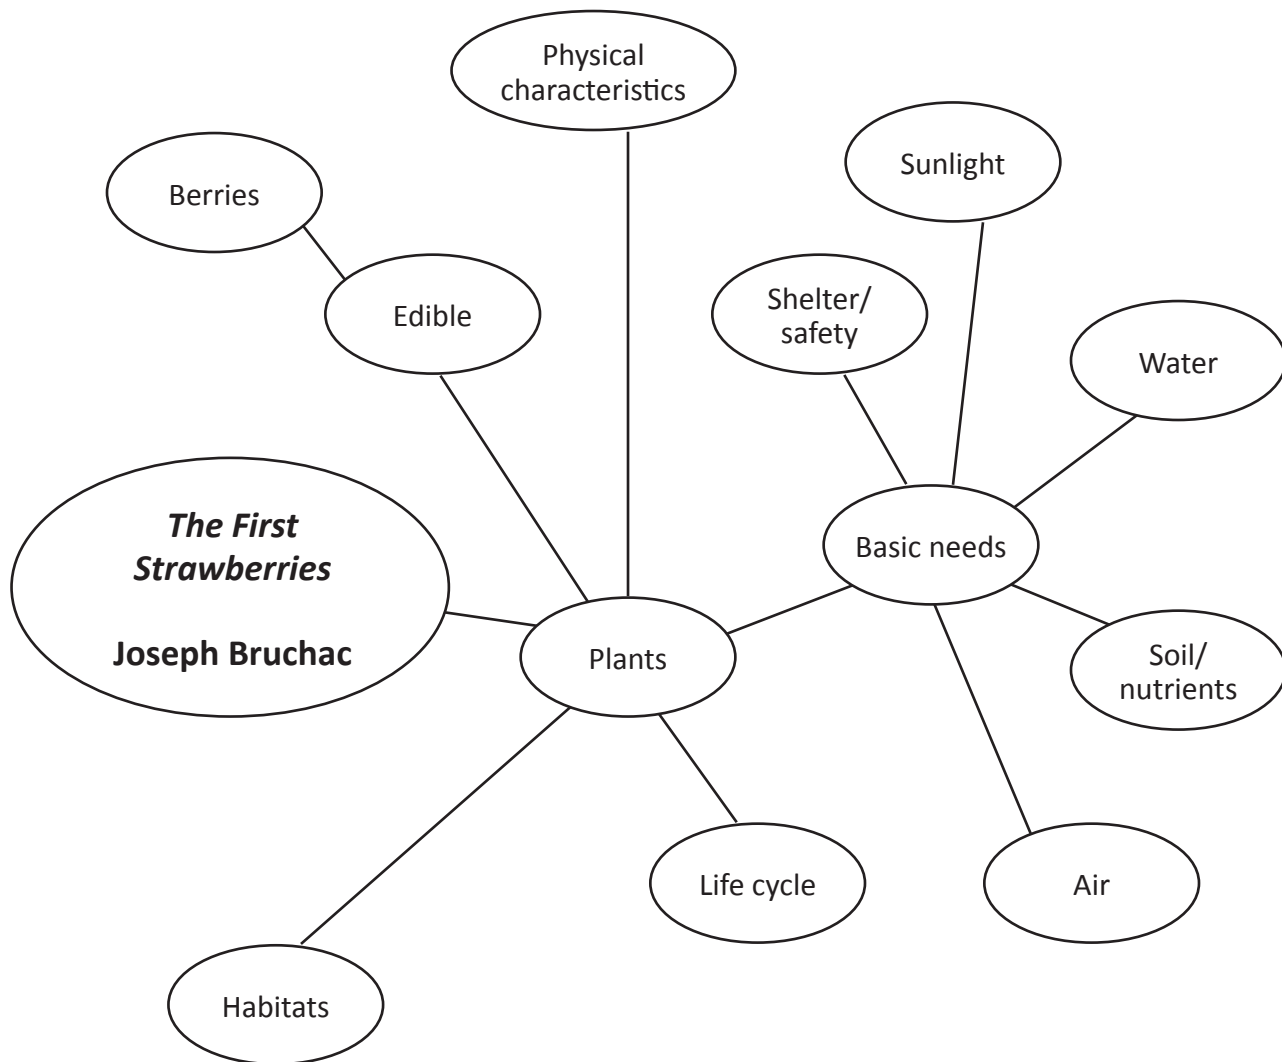 Physical
characteristics
Sunlight
Berries
Shelter/
safety
Edible
Water
The First
Strawberries
Joseph Bruchac
Basic needs
Plants
Soil/
nutrients
Life cycle
Air
Habitats